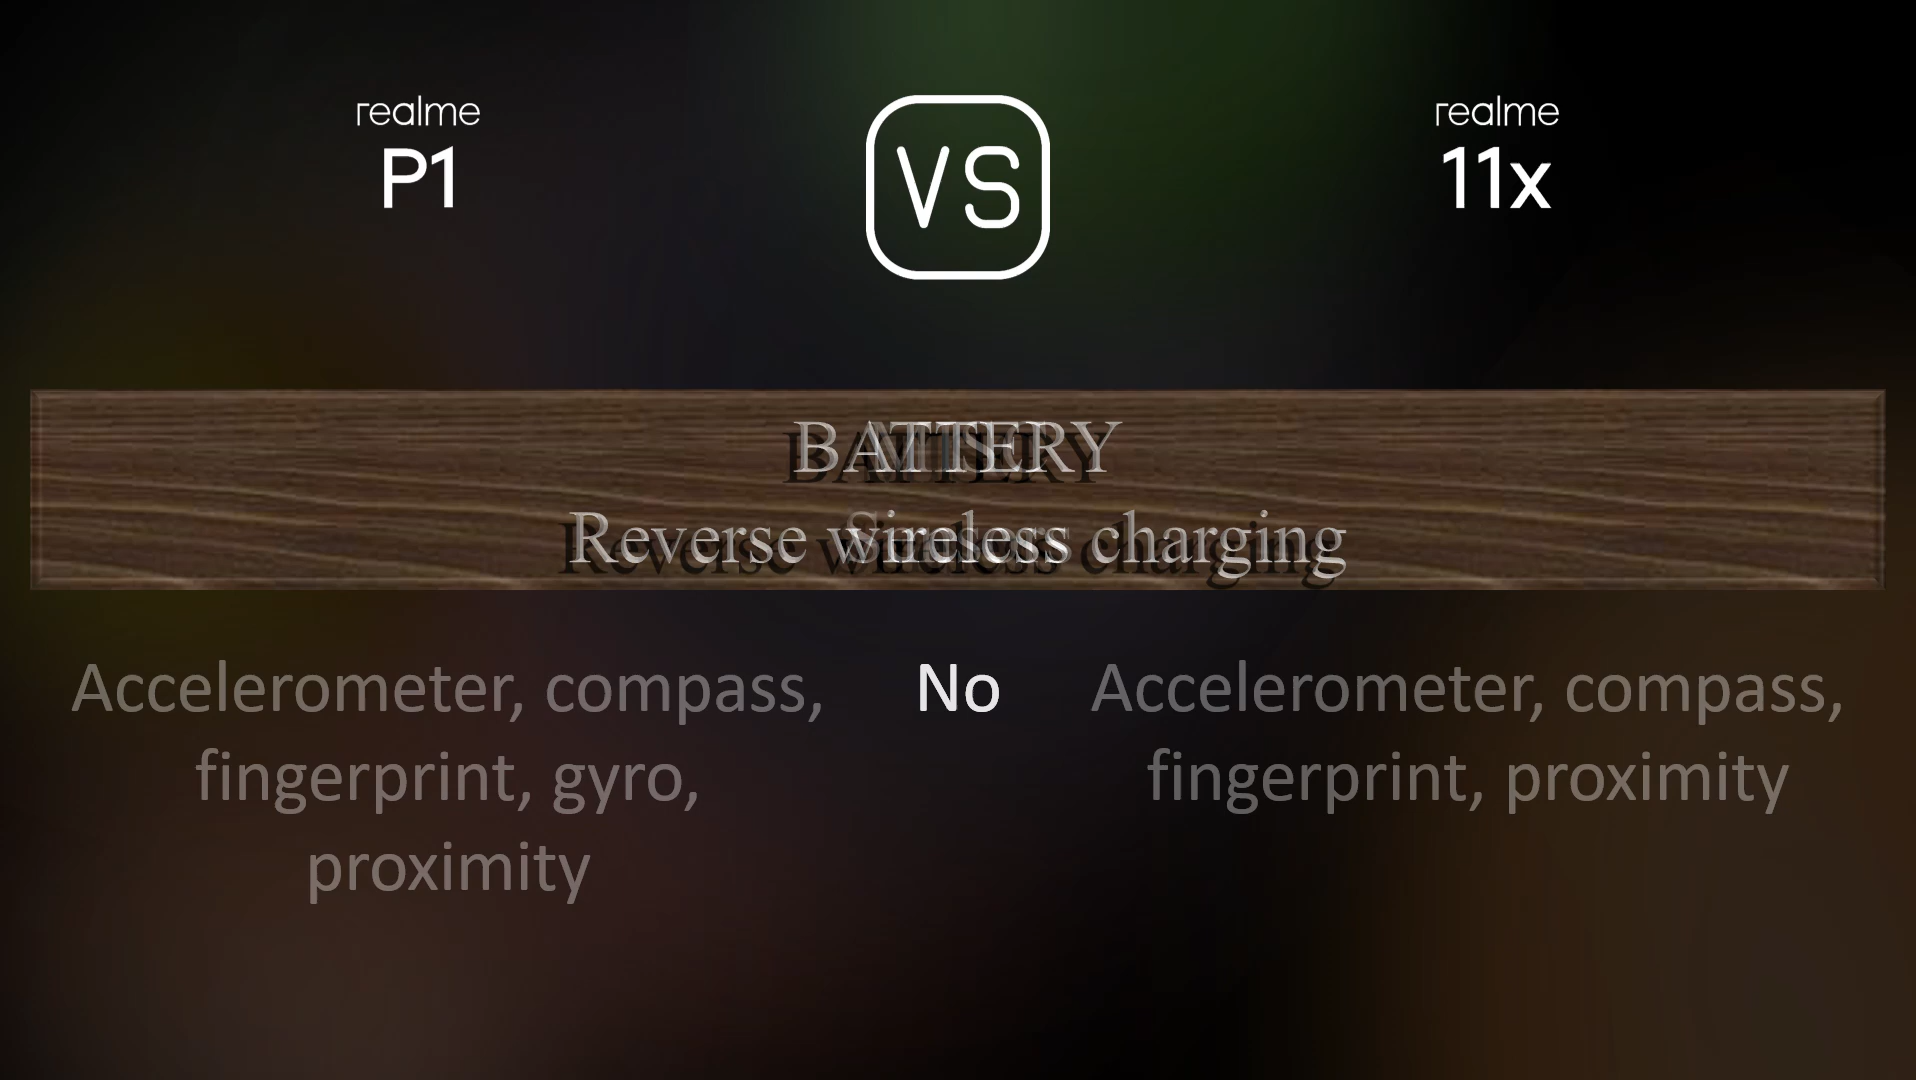 realme
P1
VS
realme
11x
BATTERY
Reverse wireless charging
Accelerometer, compass,
fingerprint, gyro,
proximity
No
Accelerometer, compass,
fingerprint, proximity